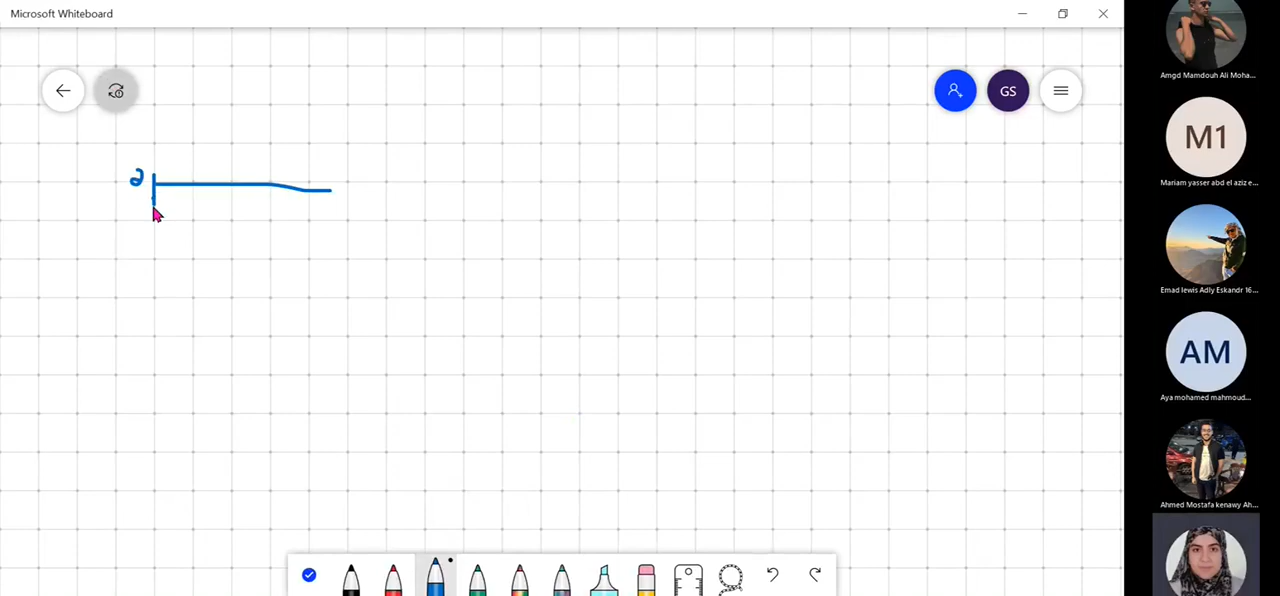 Microsoft Whiteboard
GS
Amgd Mamdouh Ali Moha...
M1
Mariam yasser abd el aziz e...
Emad lewis Adly Eskandr 16...
AM
Aya mohamed mahmoud...
Ahmed Mostafa kenawy Ah...